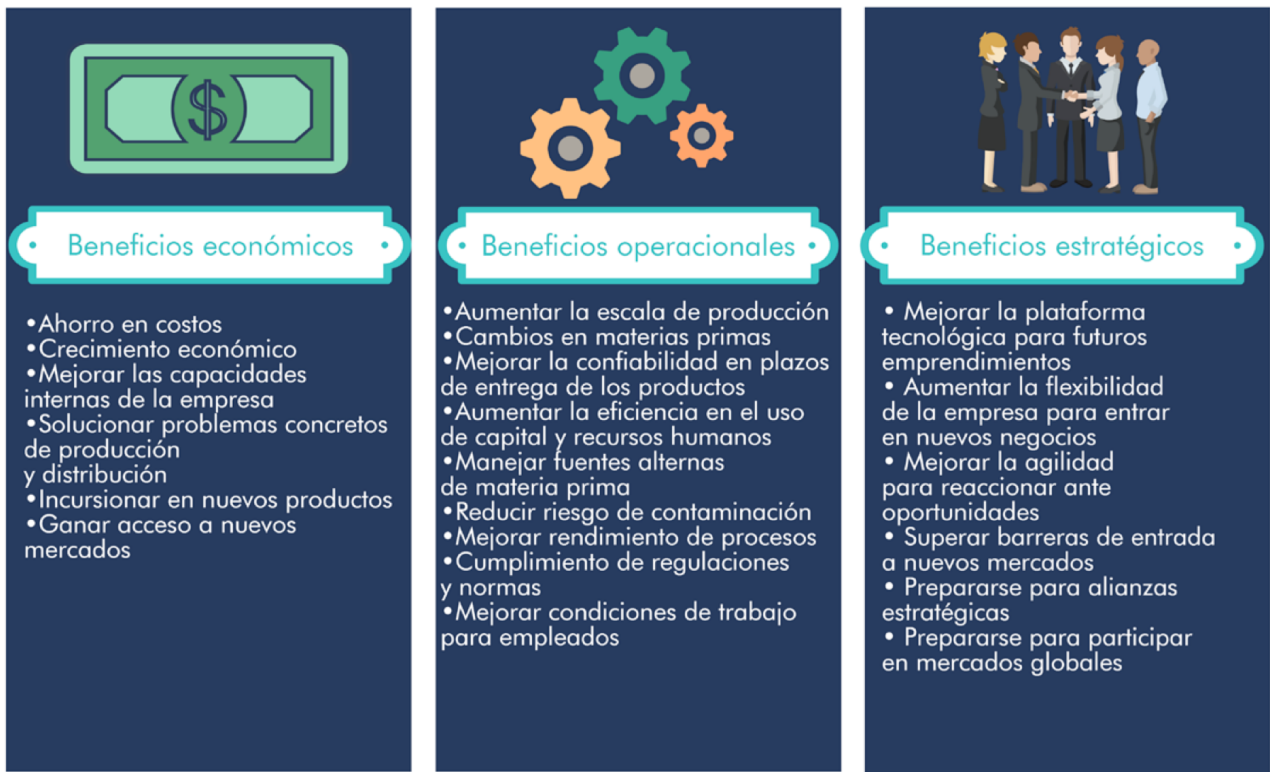 $
Beneficios económicos
•Ahorro en costos
•Crecimiento económico
•Mejorar las capacidades
internas de la empresa
•Solucionar problemas concretos
de producción
y distribución
•Incursionar en nuevos productos
•Ganar acceso a nuevos
mercados
Beneficios operacionales
•Aumentar la escala de producción
•Cambios en materias primas
•Mejorar la confiabilidad en plazos
de entrega de los productos
•Aumentar la eficiencia en el uso
de capital y recursos humanos
•Manejar fuentes alternas
de materia prima
•Reducir riesgo de contaminación
•Mejorar rendimiento de procesos
•Cumplimiento de regulaciones
y normas
•Mejorar condiciones de trabajo
para empleados
Beneficios estratégicos
• Mejorar la plataforma
tecnológica para futuros
emprendimientos
• Aumentar la flexibilidad
de la empresa para entrar
en nuevos negocios
• Mejorar la agilidad
para reaccionar ante
oportunidades
• Superar barreras de entrada
a nuevos mercados
• Prepararse para alianzas
estratégicas
• Prepararse para participar
en mercados globales